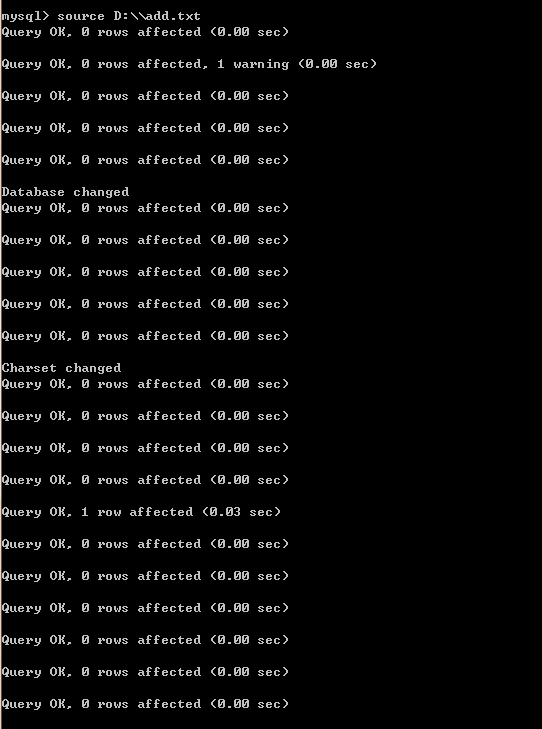 mysql> source D:\\add.txt
Query OK, 0 rows affected (0.00 sec)
Query OK, 0 rows affected, 1 warning (0.00 sec)
Query OK, 0 rows affected (0.00 sec)
Query OK, 0 rows affected (0.00 sec)
Query OK, 0 rows affected (0.00 sec)
Database changed
Query OK, 0 rows affected (0.00 sec)
Query OK, 0 rows affected (0.00 sec)
Query OK, 0 rows affected (0.00 sec)
Query OK, 0 rows affected (0.00 sec)
Query OK, 0 rows affected (0.00 sec)
Charset changed
Query OK, 0 rows affected (0.00 sec)
Query OK, 0 rows affected (0.00 sec)
Query OK, 0 rows affected (0.00 sec)
Query OK, 0 rows affected (0.00 sec)
Query OK, 1 row affected (0.03 sec)
Query OK, 0 rows affected (0.00 sec)
Query OK, 0 rows affected (0.00 sec)
Query OK, 0 rows affected (0.00 sec)
Query OK, 0 rows affected (0.00 sec)
Query OK, 0 rows affected (0.00 sec)
Query OK, 0 rows affected (0.00 sec)